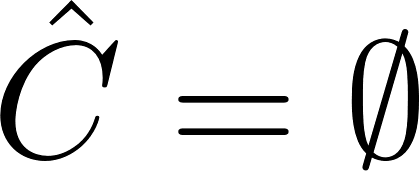 Ĉ = ∅